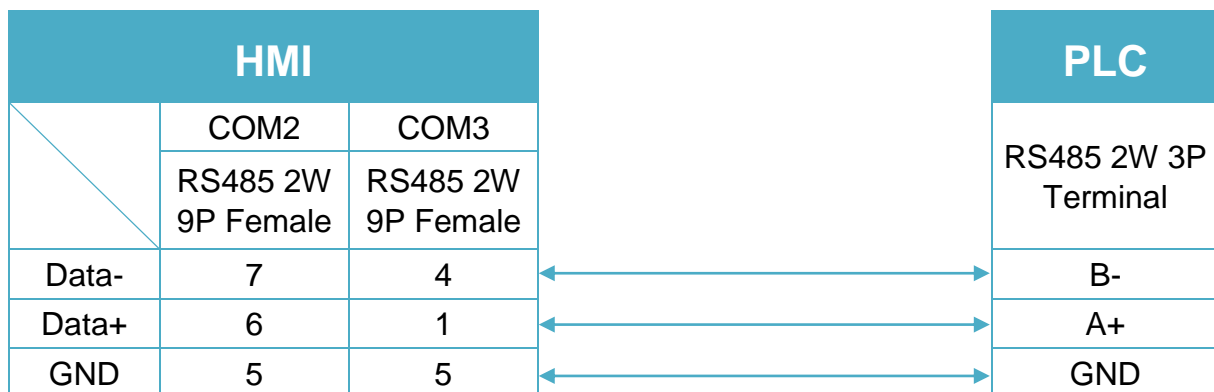 HMI
PLC
COM2 COM3
RS485 2W
9P Female
RS485 2W
9P Female
RS485 2W 3P
Terminal
Data- 7 4 B-
Data+ 6 1 A+
GND 5 5 GND